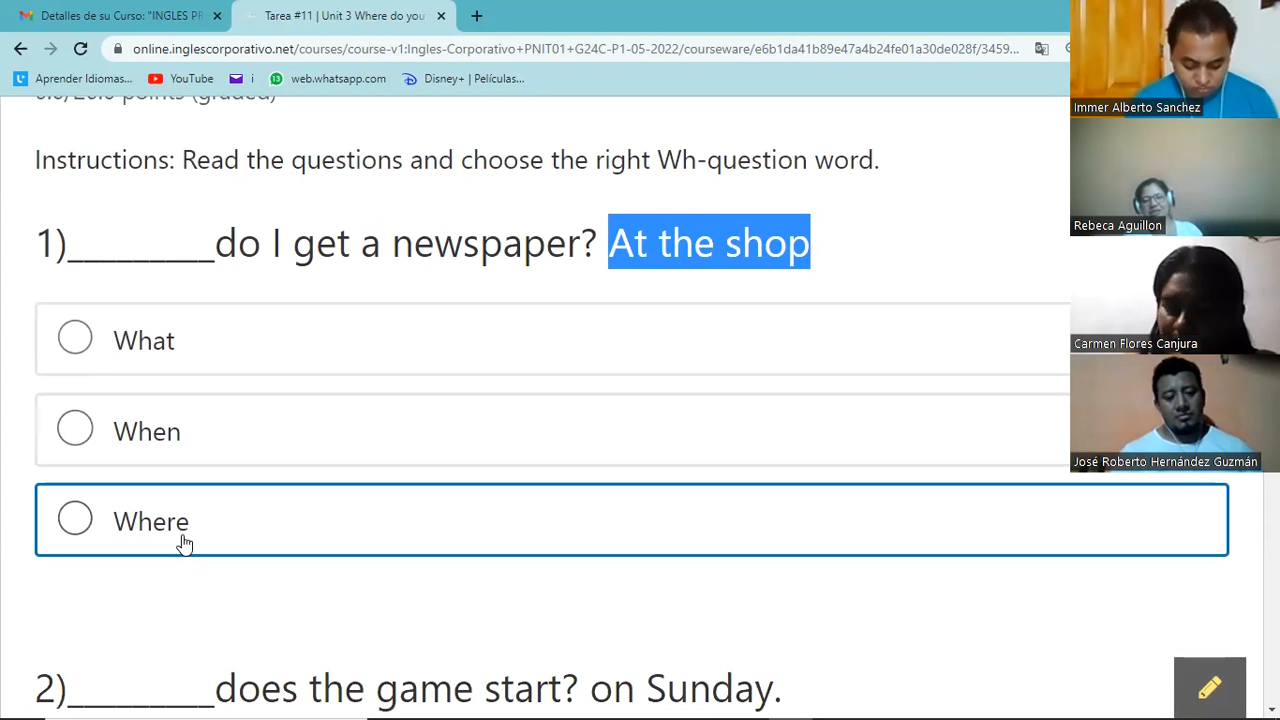 Detalles de su Curso: "INGLES PR
Tarea #11 | Unit 3 Where do you
online.inglescorporativo.net/courses/course-v1:Ingles-Corporativo+PNIT01+G24C-P1-05-2022/courseware/e6b1da41b89e47a4b24fe01a30de028f/3459...
Aprender Idiomas...
YouTube
i
web.whatsapp.com
Disney+ | Películas...
Instructions: Read the questions and choose the right Wh-question word.
1)_________do I get a newspaper? At the shop
What
When
Where
2)_________does the game start? on Sunday.
Immer Alberto Sanchez
Rebeca Aguillon
Carmen Flores Canjura
José Roberto Hernández Guzmán